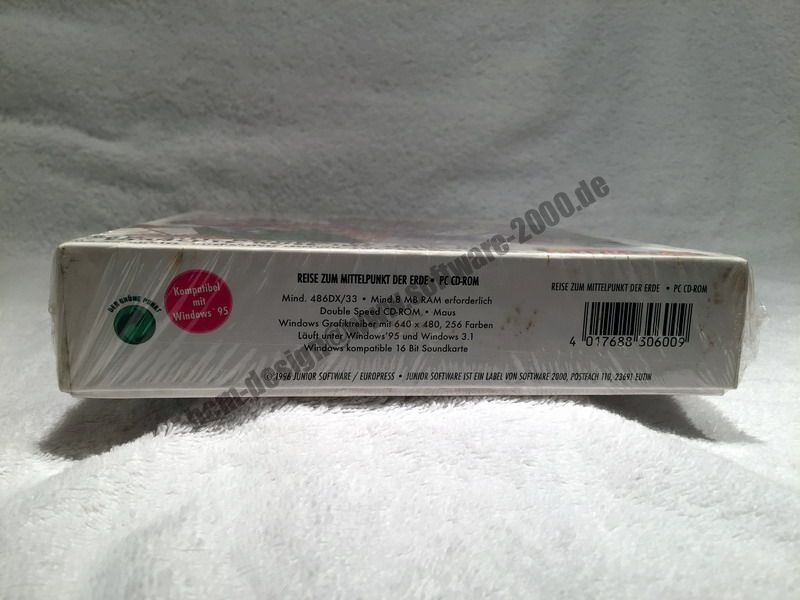 DER GRÜNE PUNKT
Kompatibel
mit
Windows 95
REISE ZUM MITTELPUNKT DER ERDE • PC CD-ROM
Mind. 486DX/33 • Mind.8 MB RAM erforderlich
Double Speed CD-ROM • Maus
Windows Grafiktreiber mit 640 x 480, 256 Farben
Läuft unter Windows'95 und Windows 3.1
Windows kompatible 16 Bit Soundkarte
© 1996 JUNIOR SOFTWARE / EUROPRESS • JUNIOR SOFTWARE IST EIN LABEL VON SOFTWARE 2000, POSTFACH 110, 23691 EUTIN
REISE ZUM MITTELPUNKT DER ERDE • PC CD-ROM
4 017688 306009
software-2000.de